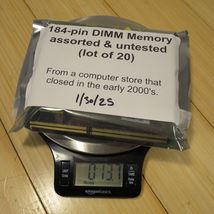 184-pin DIMM Memory
assorted & untested
(lot of 20)
From a computer store that
closed in the early 2000's.
1/30/25
amazonbasics